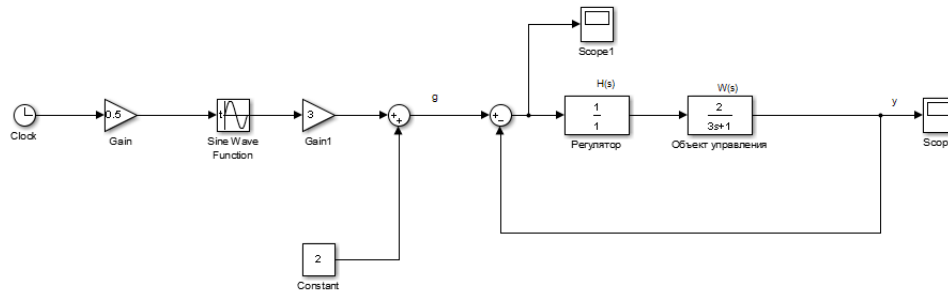 Scope1
H(s)
W(s)
g
y
Clock
0.5
Gain
t
Sine Wave
Function
3
Gain1
+
+
+
−
1
1
Регулятор
2
3s+1
Объект управления
Scope
2
Constant